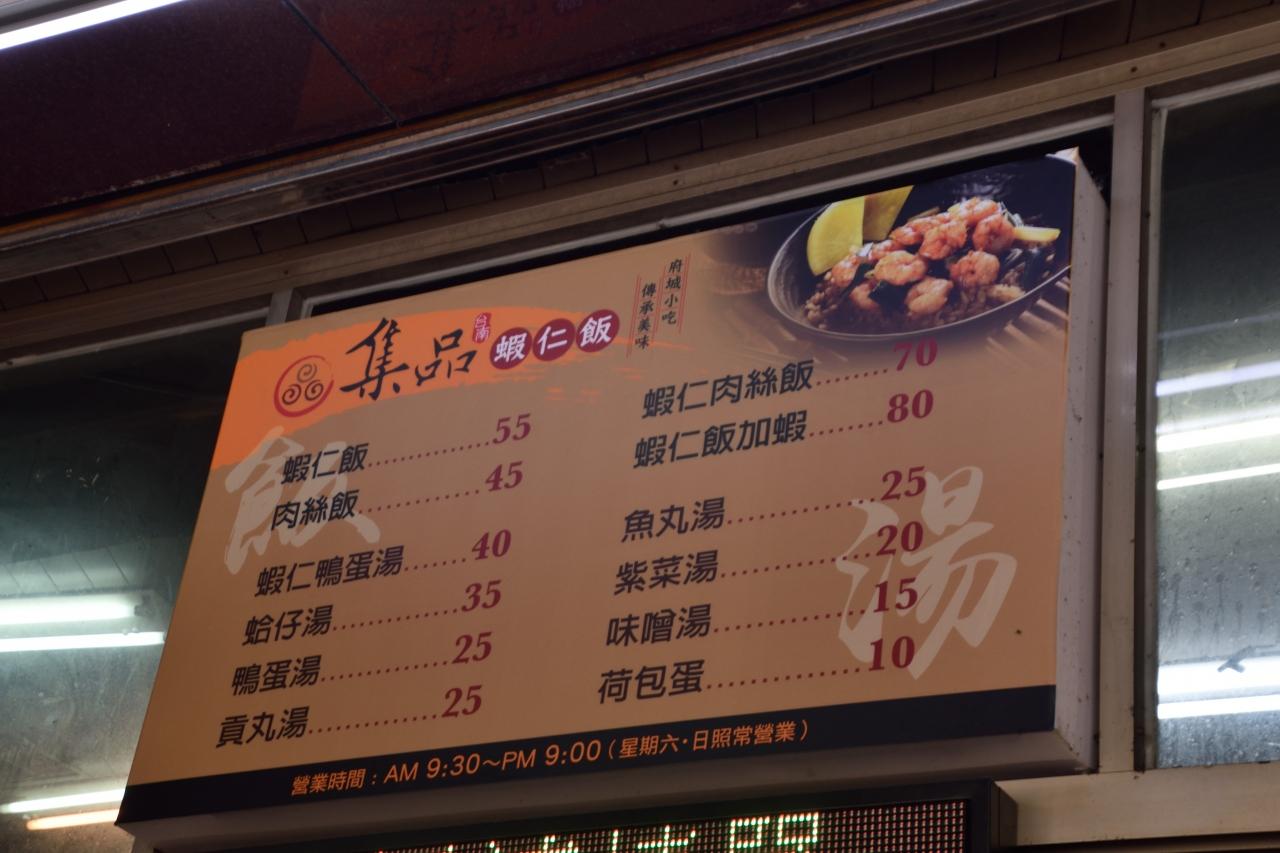 集品 台南 蝦仁飯
府城小吃
傳承美味
飯
蝦仁飯..............55
肉絲飯..............45
蝦仁鴨蛋湯.......40
蛤仔湯..............35
鴨蛋湯..............25
貢丸湯..............25
蝦仁肉絲飯........70
蝦仁飯加蝦........80
湯
魚丸湯................25
紫菜湯................20
味噌湯................15
荷包蛋................10
營業時間：AM 9:30～PM 9:00（星期六・日照常營業）